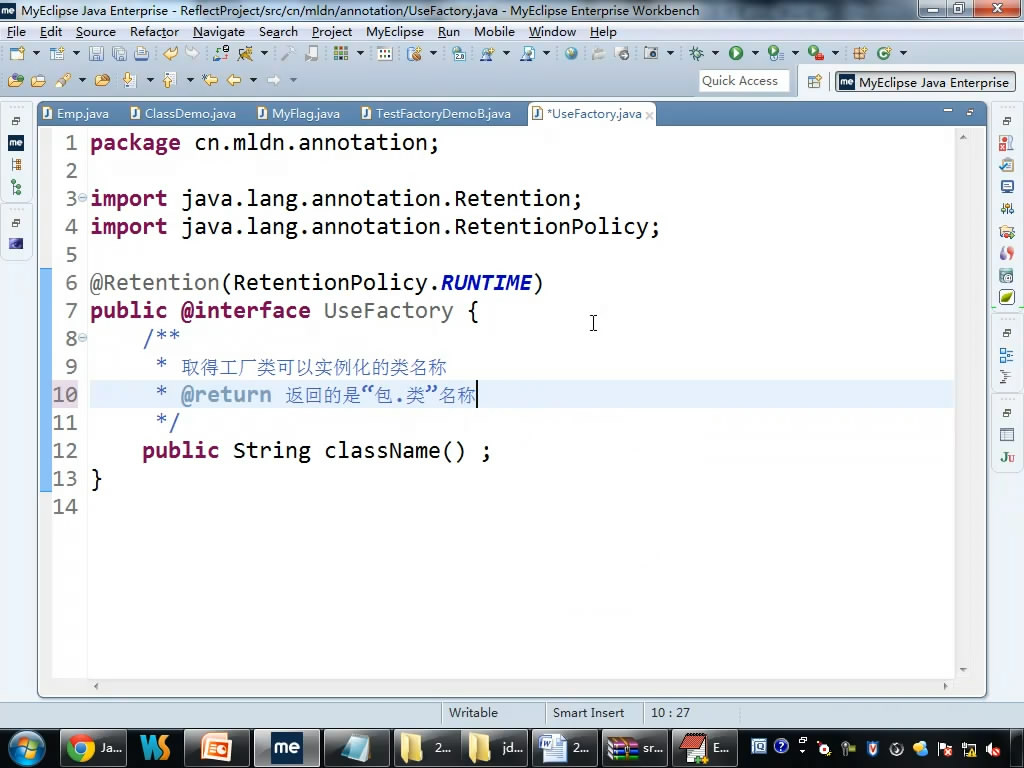 MyEclipse Java Enterprise - ReflectProject/src/cn/mldn/annotation/UseFactory.java - MyEclipse Enterprise Workbench
File Edit Source Refactor Navigate Search Project MyEclipse Run Mobile Window Help
Quick Access
MyEclipse Java Enterprise
Emp.java ClassDemo.java MyFlag.java TestFactoryDemoB.java *UseFactory.java
1 package cn.mldn.annotation;
2
3 import java.lang.annotation.Retention;
4 import java.lang.annotation.RetentionPolicy;
5
6 @Retention(RetentionPolicy.RUNTIME)
7 public @interface UseFactory {
8 /**
9 * 取得工厂类可以实例化的类名称
10 * @return 返回的是“包.类”名称
11 */
12 public String className() ;
13 }
14
Writable Smart Insert 10 : 27
Ja... me 2... jd... 2... sr... E...